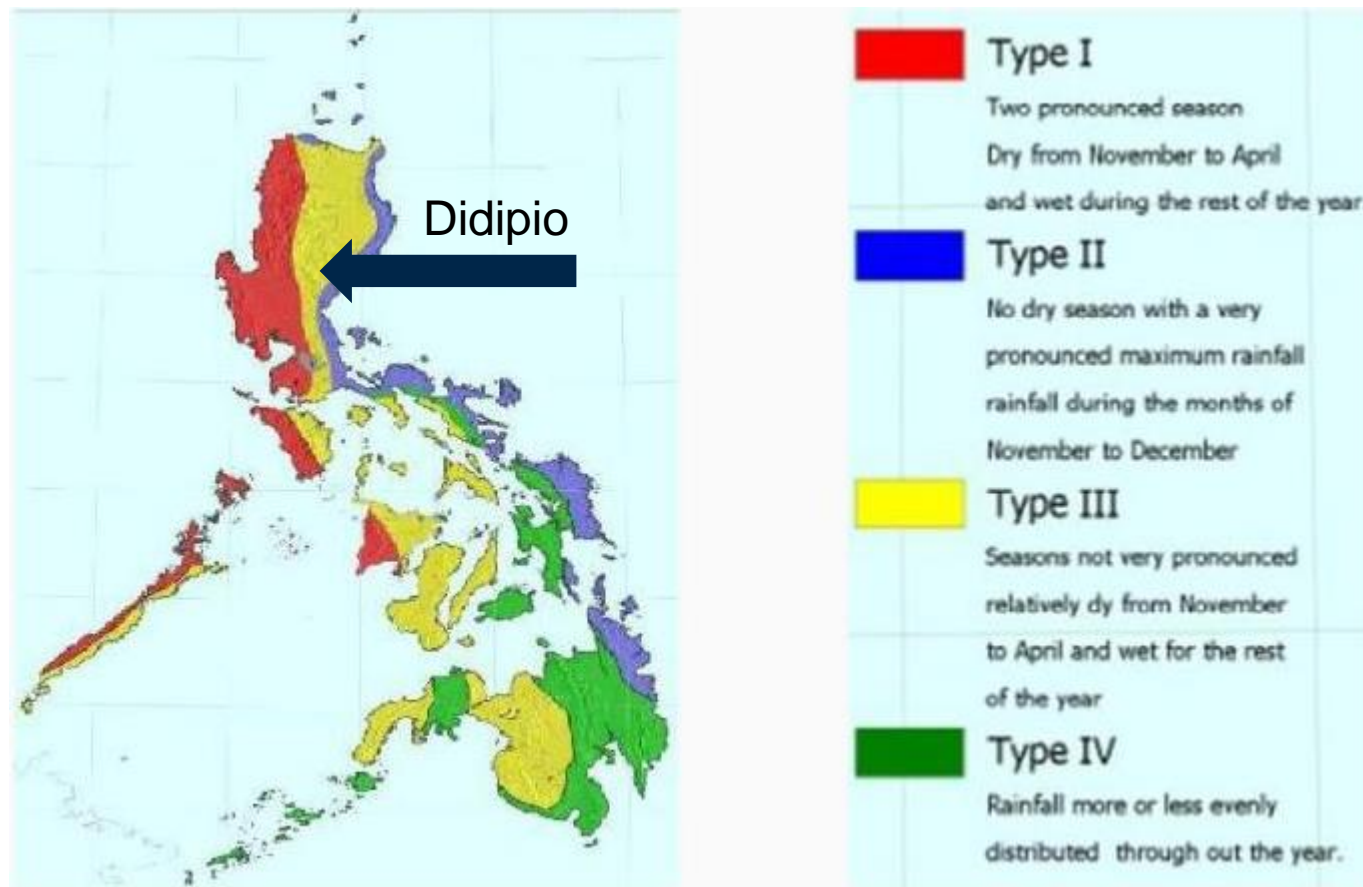 Didipio
Type I
Two pronounced season
Dry from November to April
and wet during the rest of the year
Type II
No dry season with a very
pronounced maximum rainfall
rainfall during the months of
November to December
Type III
Seasons not very pronounced
relatively dy from November
to April and wet for the rest
of the year
Type IV
Rainfall more or less evenly
distributed through out the year.